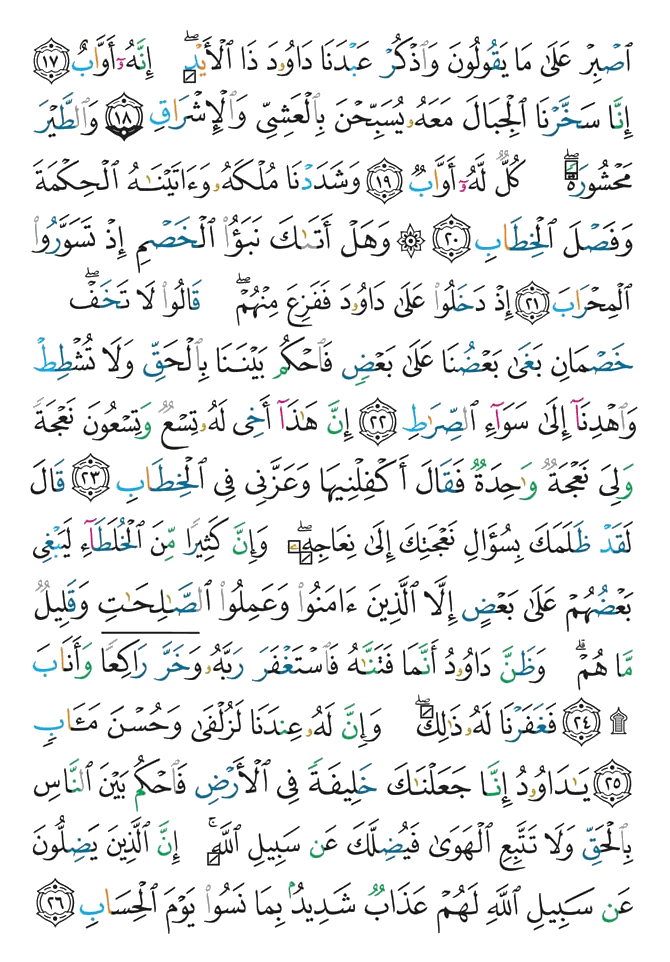 ٱصۡبِرۡ عَلَىٰ مَا يَقُولُونَ وَٱذۡكُرۡ عَبۡدَنَا دَاوُۥدَ ذَا ٱلۡأَيۡدِۖ إِنَّهُۥٓ أَوَّابٌ ١٧
إِنَّا سَخَّرۡنَا ٱلۡجِبَالَ مَعَهُۥ يُسَبِّحۡنَ بِٱلۡعَشِيِّ وَٱلۡإِشۡرَاقِ ١٨ وَٱلطَّيۡرَ
مَحۡشُورَةٗۖ كُلّٞ لَّهُۥٓ أَوَّابٞ ١٩ وَشَدَدۡنَا مُلۡكَهُۥ وَءَاتَيۡنَٰهُ ٱلۡحِكۡمَةَ
وَفَصۡلَ ٱلۡخِطَابِ ٢٠ ۞ وَهَلۡ أَتَىٰكَ نَبَؤُاْ ٱلۡخَصۡمِ إِذۡ تَسَوَّرُواْ
ٱلۡمِحۡرَابَ ٢١ إِذۡ دَخَلُواْ عَلَىٰ دَاوُۥدَ فَفَزِعَ مِنۡهُمۡۖ قَالُواْ لَا تَخَفۡۖ
خَصۡمَانِ بَغَىٰ بَعۡضُنَا عَلَىٰ بَعۡضٖ فَٱحۡكُم بَيۡنَنَا بِٱلۡحَقِّ وَلَا تُشۡطِطۡ
وَٱهۡدِنَآ إِلَىٰ سَوَآءِ ٱلصِّرَٰطِ ٢٢ إِنَّ هَٰذَآ أَخِي لَهُۥ تِسۡعٞ وَتِسۡعُونَ نَعۡجَةٗ
وَلِيَ نَعۡجَةٞ وَٰحِدَةٞ فَقَالَ أَكۡفِلۡنِيهَا وَعَزَّنِي فِي ٱلۡخِطَابِ ٢٣ قَالَ
لَقَدۡ ظَلَمَكَ بِسُؤَالِ نَعۡجَتِكَ إِلَىٰ نِعَاجِهِۦۖ وَإِنَّ كَثِيرٗا مِّنَ ٱلۡخُلَطَآءِ لَيَبۡغِي
بَعۡضُهُمۡ عَلَىٰ بَعۡضٍ إِلَّا ٱلَّذِينَ ءَامَنُواْ وَعَمِلُواْ ٱلصَّٰلِحَٰتِ وَقَلِيلٞ
مَّا هُمۡۗ وَظَنَّ دَاوُۥدُ أَنَّمَا فَتَنَّٰهُ فَٱسۡتَغۡفَرَ رَبَّهُۥ وَخَرَّۤ رَاكِعٗاۤ وَأَنَابَ
۩ ٢٤ فَغَفَرۡنَا لَهُۥ ذَٰلِكَۖ وَإِنَّ لَهُۥ عِندَنَا لَزُلۡفَىٰ وَحُسۡنَ مَـَٔابٖ
٢٥ يَٰدَاوُۥدُ إِنَّا جَعَلۡنَٰكَ خَلِيفَةٗ فِي ٱلۡأَرۡضِ فَٱحۡكُم بَيۡنَ ٱلنَّاسِ
بِٱلۡحَقِّ وَلَا تَتَّبِعِ ٱلۡهَوَىٰ فَيُضِلَّكَ عَن سَبِيلِ ٱللَّهِۚ إِنَّ ٱلَّذِينَ يَضِلُّونَ
عَن سَبِيلِ ٱللَّهِ لَهُمۡ عَذَابٞ شَدِيدُۢ بِمَا نَسُواْ يَوۡمَ ٱلۡحِسَابِ ٢٦